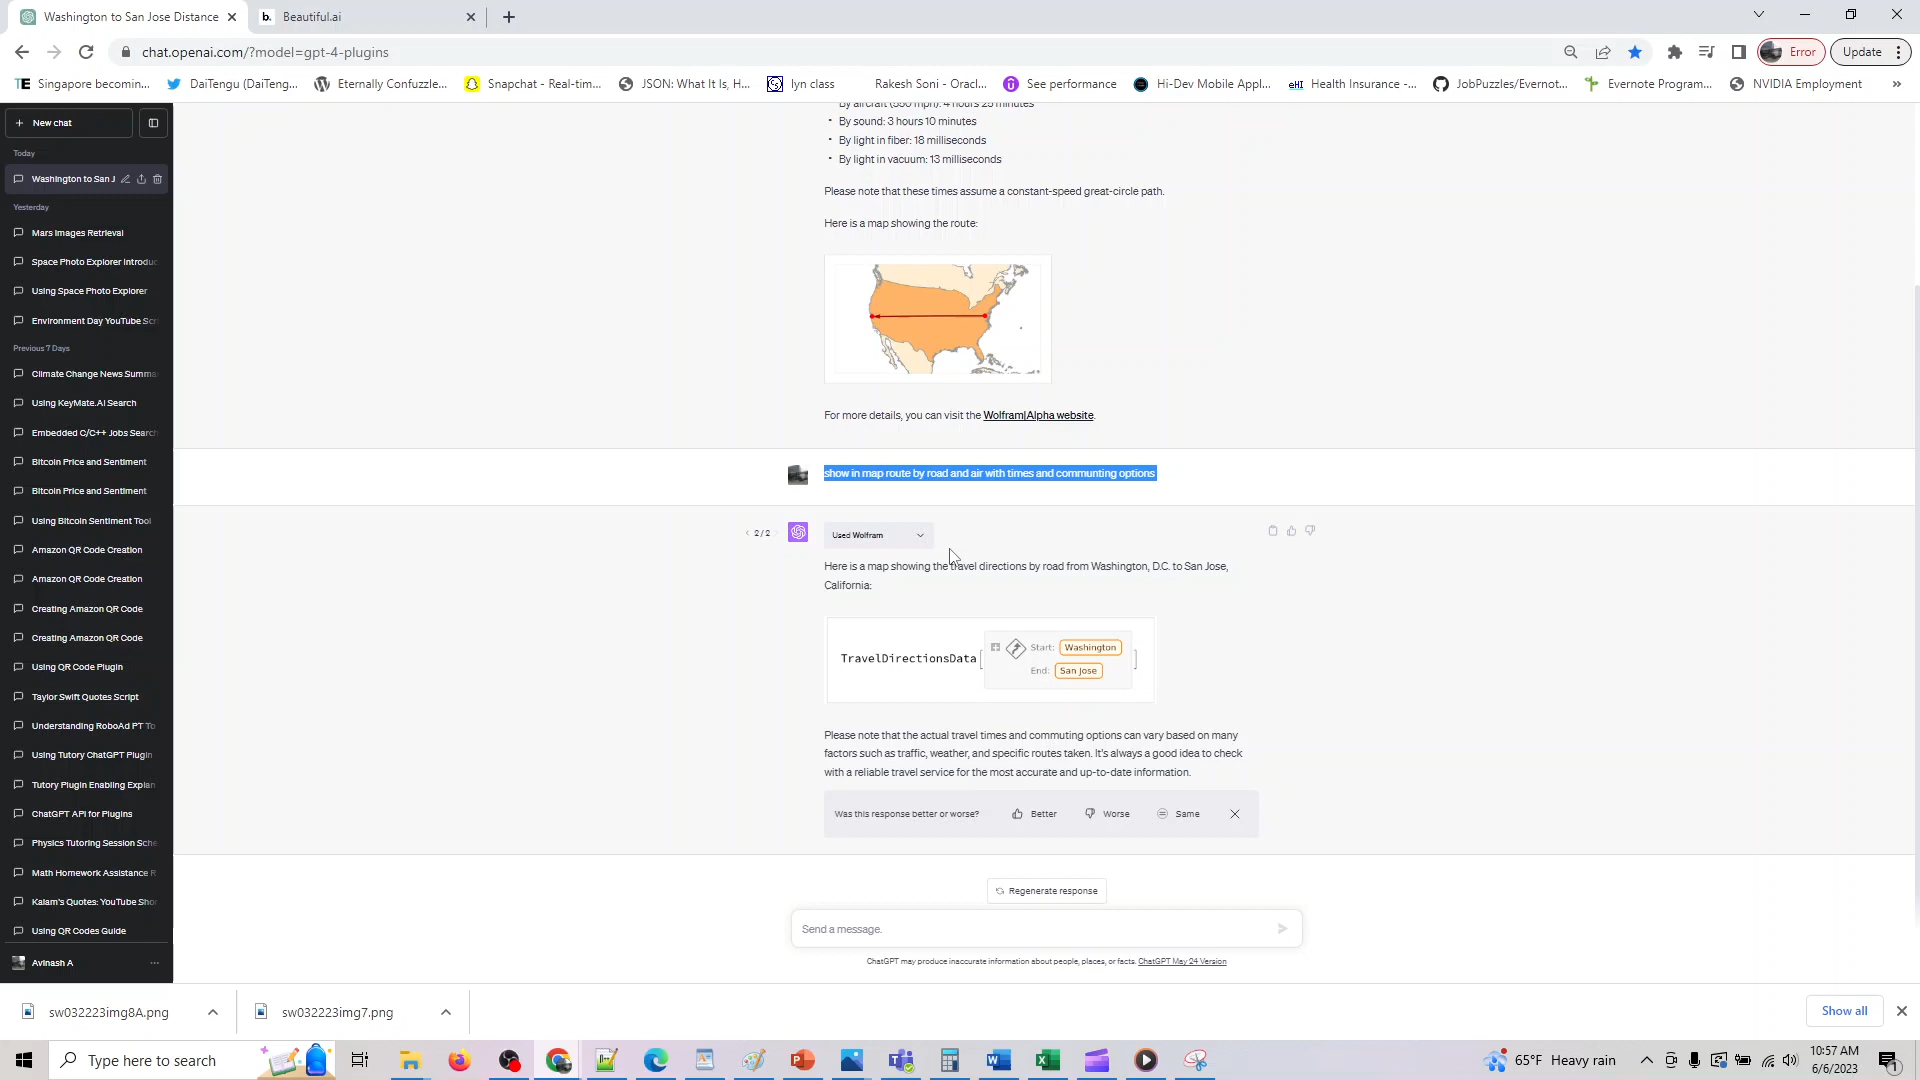 Washington to San Jose Distance
b. Beautiful.ai
chat.openai.com/?model=gpt-4-plugins
Error
Update
TE Singapore becomin...
DaiTengu (DaiTeng...
Eternally Confuzzle...
Snapchat - Real-tim...
JSON: What It Is, H...
lyn class
Rakesh Soni - Oracl...
See performance
Hi-Dev Mobile Appl...
eHI Health Insurance -...
JobPuzzles/Evernot...
Evernote Program...
NVIDIA Employment
»
+ New chat
Today
Washington to San J
Yesterday
Mars Images Retrieval
Space Photo Explorer Introduc
Using Space Photo Explorer
Environment Day YouTube Scr
Previous 7 Days
Climate Change News Summa
Using KeyMate.AI Search
Embedded C/C++ Jobs Search
Bitcoin Price and Sentiment
Bitcoin Price and Sentiment
Using Bitcoin Sentiment Tool
Amazon QR Code Creation
Amazon QR Code Creation
Creating Amazon QR Code
Creating Amazon QR Code
Using QR Code Plugin
Taylor Swift Quotes Script
Understanding RoboAd PT To
Using Tutory ChatGPT Plugin
Tutory Plugin Enabling Explan
ChatGPT API for Plugins
Physics Tutoring Session Sche
Math Homework Assistance R
Kalam's Quotes: YouTube Shor
Using QR Codes Guide
Avinash A
...
By aircraft (550 mph): 4 hours 25 minutes
• By sound: 3 hours 10 minutes
• By light in fiber: 18 milliseconds
• By light in vacuum: 13 milliseconds
Please note that these times assume a constant-speed great-circle path.
Here is a map showing the route:
For more details, you can visit the Wolfram|Alpha website.
show in map route by road and air with times and communting options
< 2/2
Used Wolfram
Here is a map showing the travel directions by road from Washington, D.C. to San Jose,
California:
TravelDirectionsData[
Start: Washington
End: San Jose
]
Please note that the actual travel times and commuting options can vary based on many
factors such as traffic, weather, and specific routes taken. It's always a good idea to check
with a reliable travel service for the most accurate and up-to-date information.
Was this response better or worse?
Better
Worse
Same
Regenerate response
Send a message.
ChatGPT may produce inaccurate information about people, places, or facts. ChatGPT May 24 Version
sw032223img8A.png
sw032223img7.png
Show all
Type here to search
65°F Heavy rain
10:57 AM
6/6/2023
1